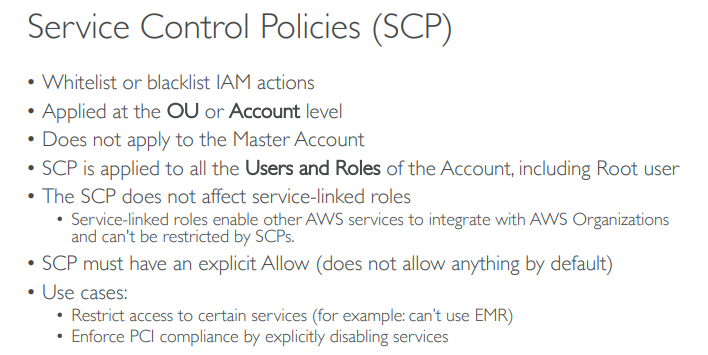 Service Control Policies (SCP)
• Whitelist or blacklist IAM actions
• Applied at the OU or Account level
• Does not apply to the Master Account
• SCP is applied to all the Users and Roles of the Account, including Root user
• The SCP does not affect service-linked roles
• Service-linked roles enable other AWS services to integrate with AWS Organizations
and can't be restricted by SCPs.
• SCP must have an explicit Allow (does not allow anything by default)
• Use cases:
• Restrict access to certain services (for example: can't use EMR)
• Enforce PCI compliance by explicitly disabling services